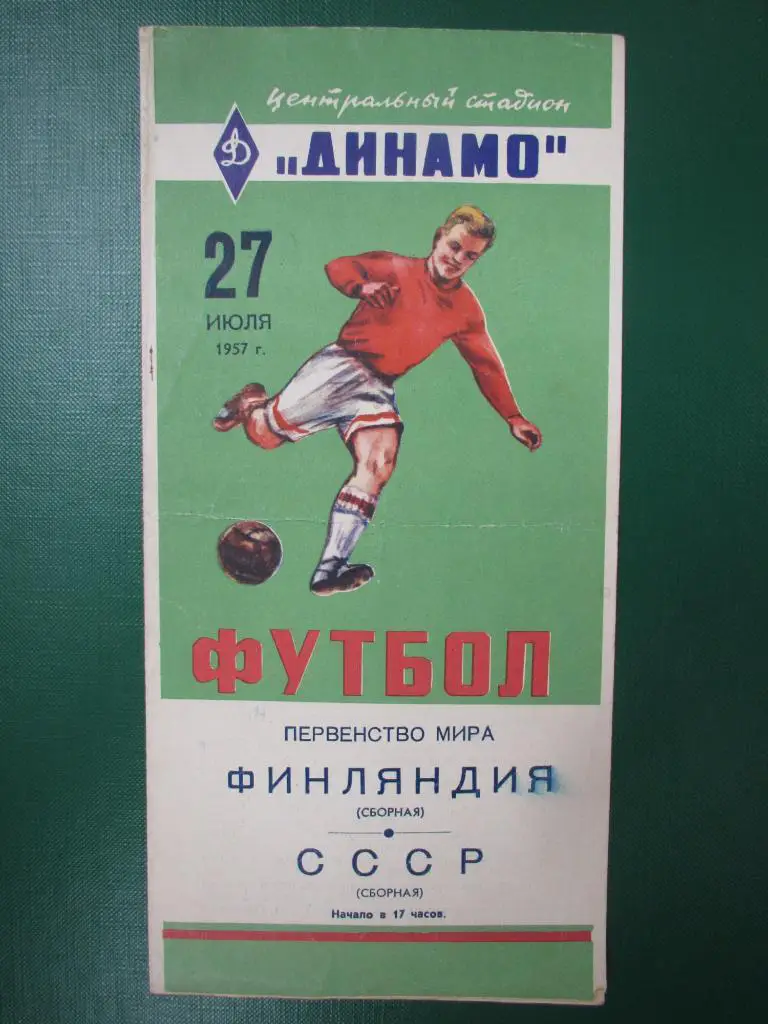 Центральный стадион
Д „ДИНАМО"
27
ИЮЛЯ
1957 г.
ФУТБОЛ
ПЕРВЕНСТВО МИРА
ФИНЛЯНДИЯ
(СБОРНАЯ)
СССР
(СБОРНАЯ)
Начало в 17 часов.